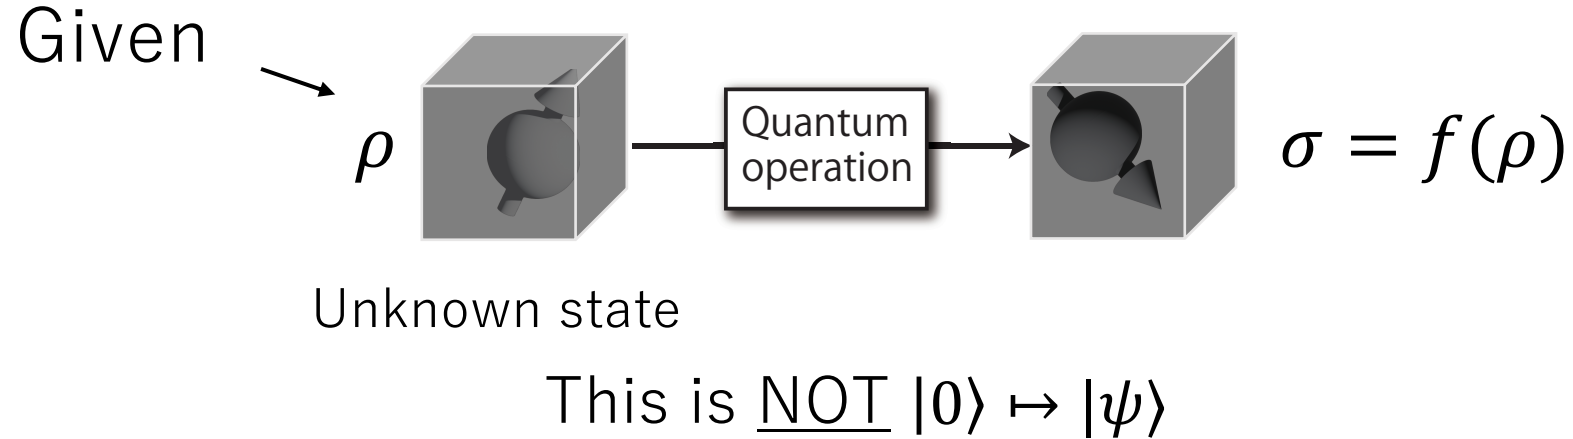 Given
ρ
Quantum
operation
σ = f(ρ)
Unknown state
This is NOT |0⟩ ↦ |ψ⟩